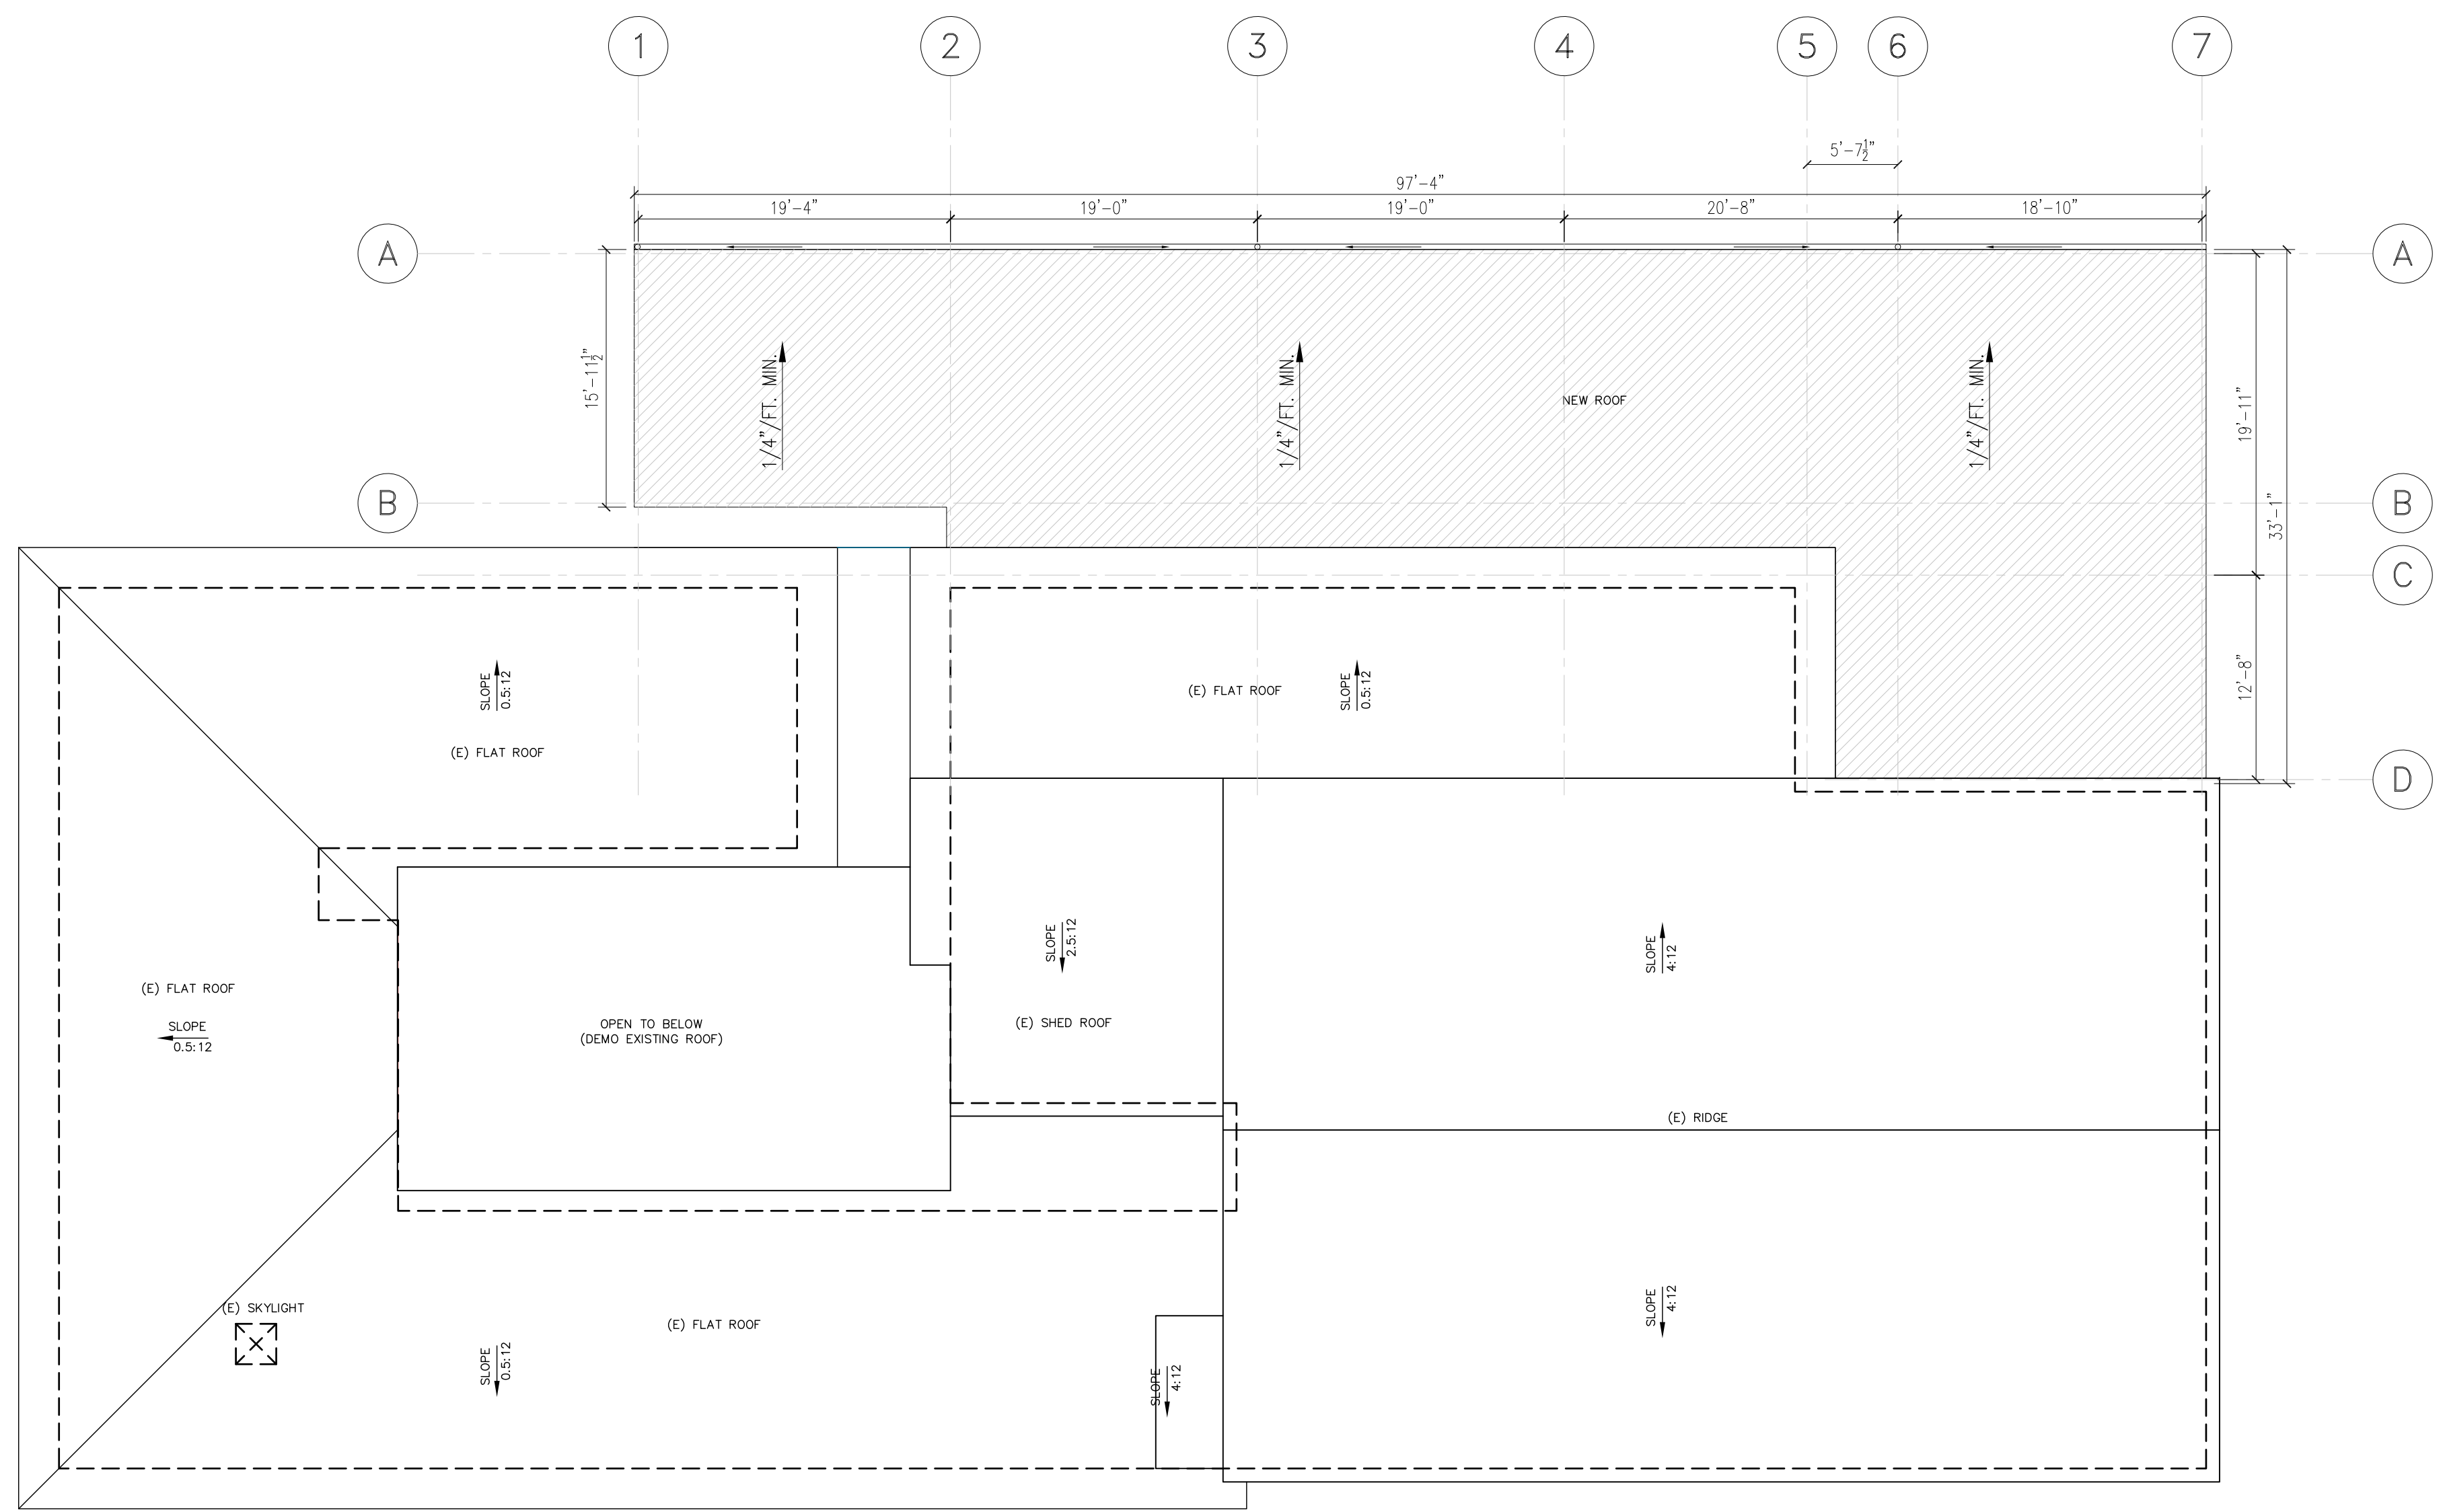 1
2
3
4
5
6
7
5'-7 1/2"
97'-4"
19'-4"
19'-0"
19'-0"
20'-8"
18'-10"
A
A
15'-11 1/2"
1/4"/FT. MIN.
1/4"/FT. MIN.
NEW ROOF
1/4"/FT. MIN.
19'-11"
33'-1"
B
B
C
12'-8"
SLOPE
0.5:12
(E) FLAT ROOF
(E) FLAT ROOF
SLOPE
0.5:12
D
SLOPE
2.5:12
(E) SHED ROOF
SLOPE
4:12
(E) FLAT ROOF
SLOPE
0.5:12
OPEN TO BELOW
(DEMO EXISTING ROOF)
(E) RIDGE
(E) SKYLIGHT
(E) FLAT ROOF
SLOPE
0.5:12
SLOPE
4:12
SLOPE
4:12